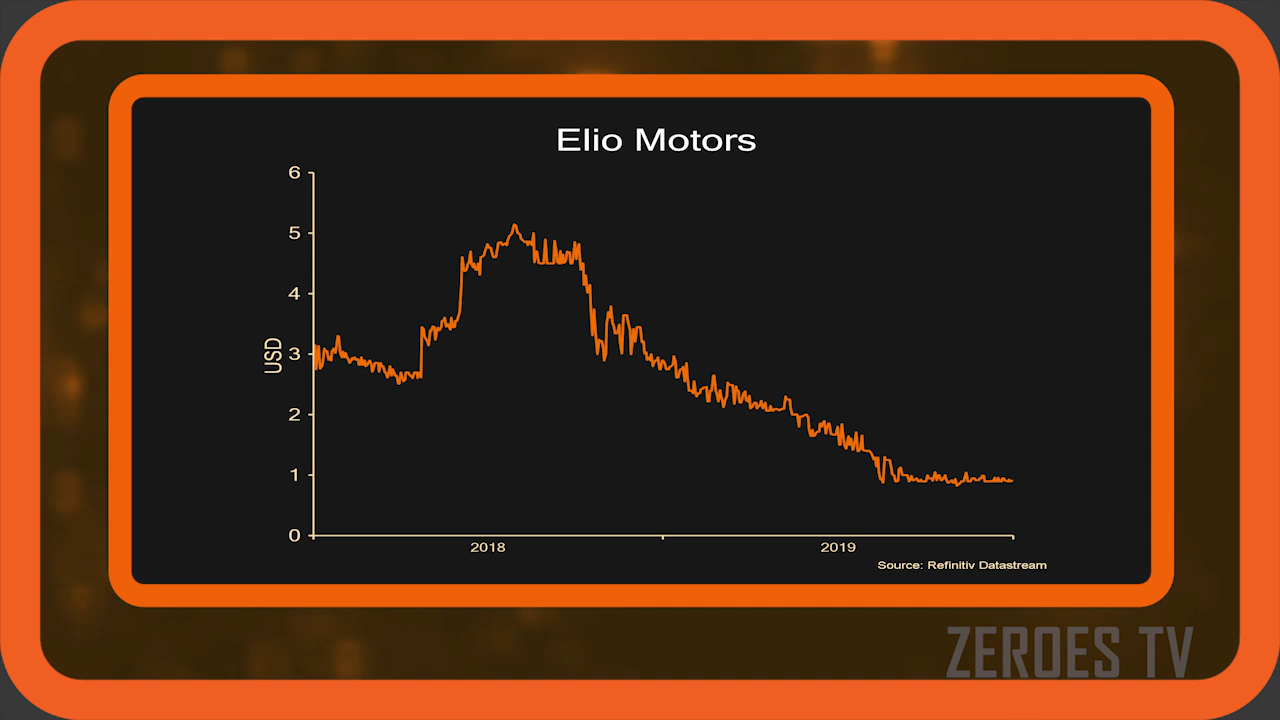 Elio Motors
6
5
4
3
2
1
0
USD
2018
2019
Source: Refinitiv Datastream
ZEROES TV